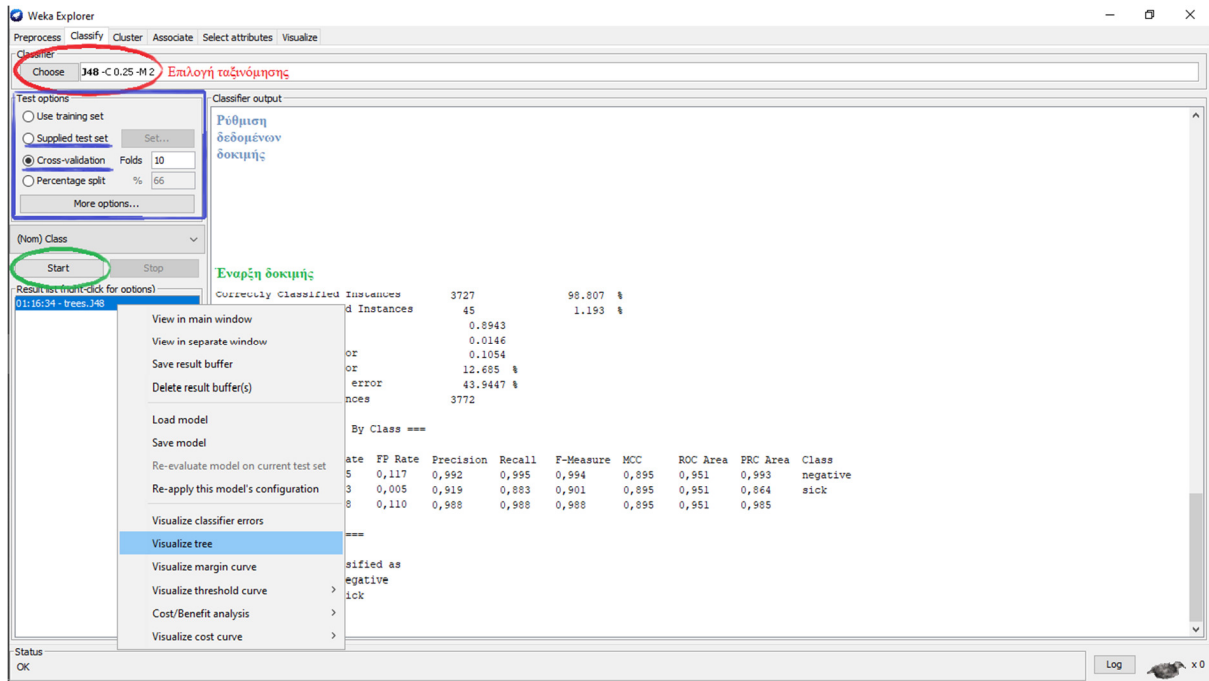 Weka Explorer
Preprocess Classify Cluster Associate Select attributes Visualize
Classifier
Choose J48 -C 0.25 -M 2 Επιλογή ταξινόμησης
Test options
Use training set
Supplied test set Set...
Cross-validation Folds 10
Percentage split % 66
More options...
(Nom) Class
Start Stop
Result list (right-click for options)
01:16:34 - trees.J48
Classifier output
Ρύθμιση
δεδομένων
δοκιμής
Έναρξη δοκιμής
Correctly Classified Instances 3727 98.807 %
d Instances 45 1.193 %
0.8943
0.0146
or 0.1054
or 12.685 %
error 43.9447 %
nces 3772
By Class ===
ate FP Rate Precision Recall F-Measure MCC ROC Area PRC Area Class
5 0,117 0,992 0,995 0,994 0,895 0,951 0,993 negative
3 0,005 0,919 0,883 0,901 0,895 0,951 0,864 sick
8 0,110 0,988 0,988 0,988 0,895 0,951 0,985
===
sified as
egative
ick
View in main window
View in separate window
Save result buffer
Delete result buffer(s)
Load model
Save model
Re-evaluate model on current test set
Re-apply this model's configuration
Visualize classifier errors
Visualize tree
Visualize margin curve
Visualize threshold curve >
Cost/Benefit analysis >
Visualize cost curve >
Status
OK
Log x 0